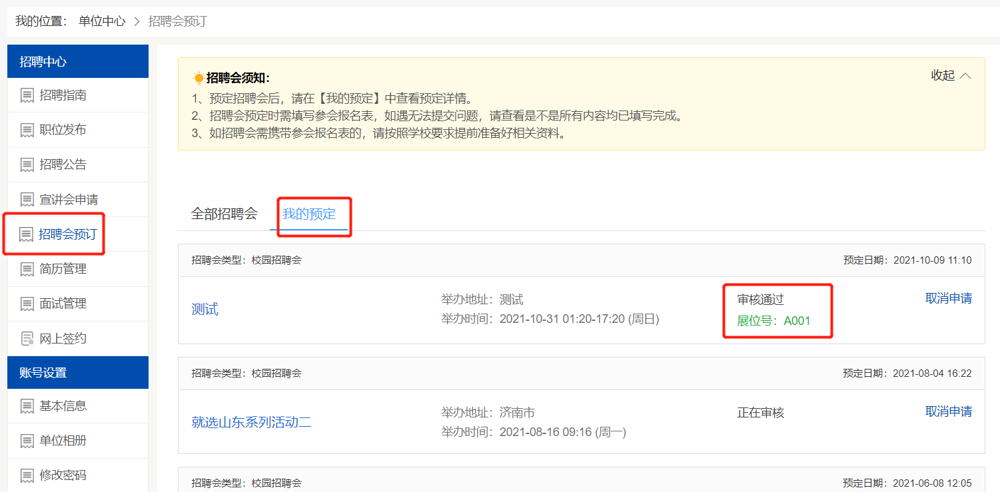 我的位置： 单位中心 > 招聘会预订
招聘中心
招聘指南
职位发布
招聘公告
宣讲会申请
招聘会预订
简历管理
面试管理
网上签约
账号设置
基本信息
单位相册
修改密码
招聘会须知：
收起
1、预定招聘会后，请在【我的预定】中查看预定详情。
2、招聘会预定时需填写参会报名表，如遇无法提交问题，请查看是不是所有内容均已填写完成。
3、如招聘会需携带参会报名表的，请按照学校要求提前准备好相关资料。
全部招聘会 我的预定
招聘会类型：校园招聘会 预定日期：2021-10-09 11:10
测试
举办地址：测试
举办时间：2021-10-31 01:20-17:20 (周日)
审核通过
展位号：A001
取消申请
招聘会类型：校园招聘会 预定日期：2021-08-04 16:22
就选山东系列活动二
举办地址：济南市
举办时间：2021-08-16 09:16 (周一)
正在审核
取消申请
招聘会类型：校园招聘会 预定日期：2021-06-08 12:05